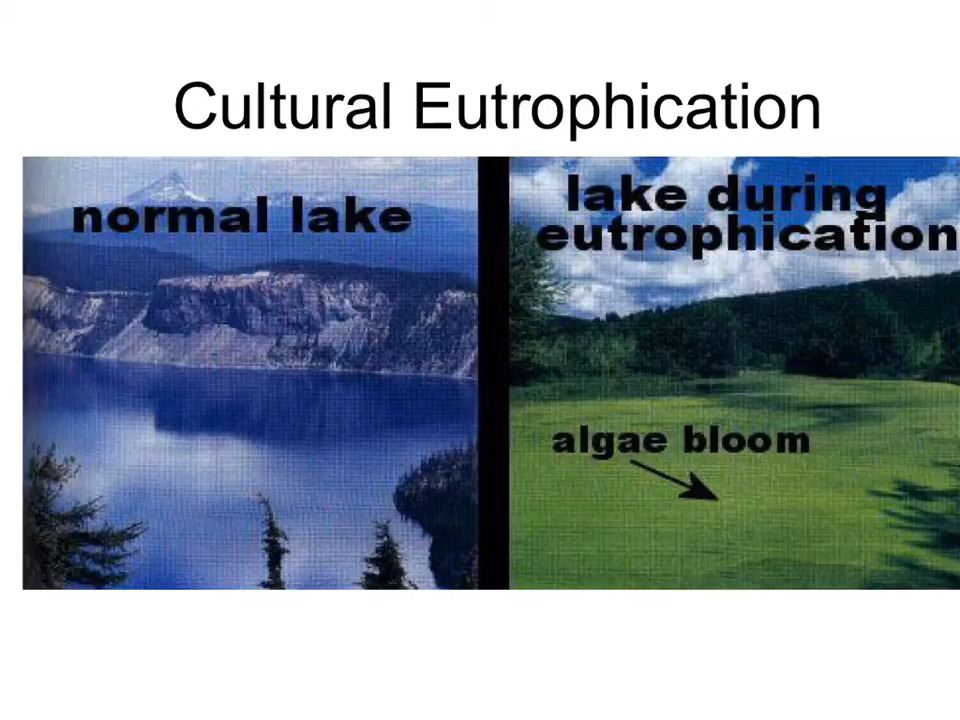 Cultural Eutrophication
normal lake
lake during
eutrophication
algae bloom